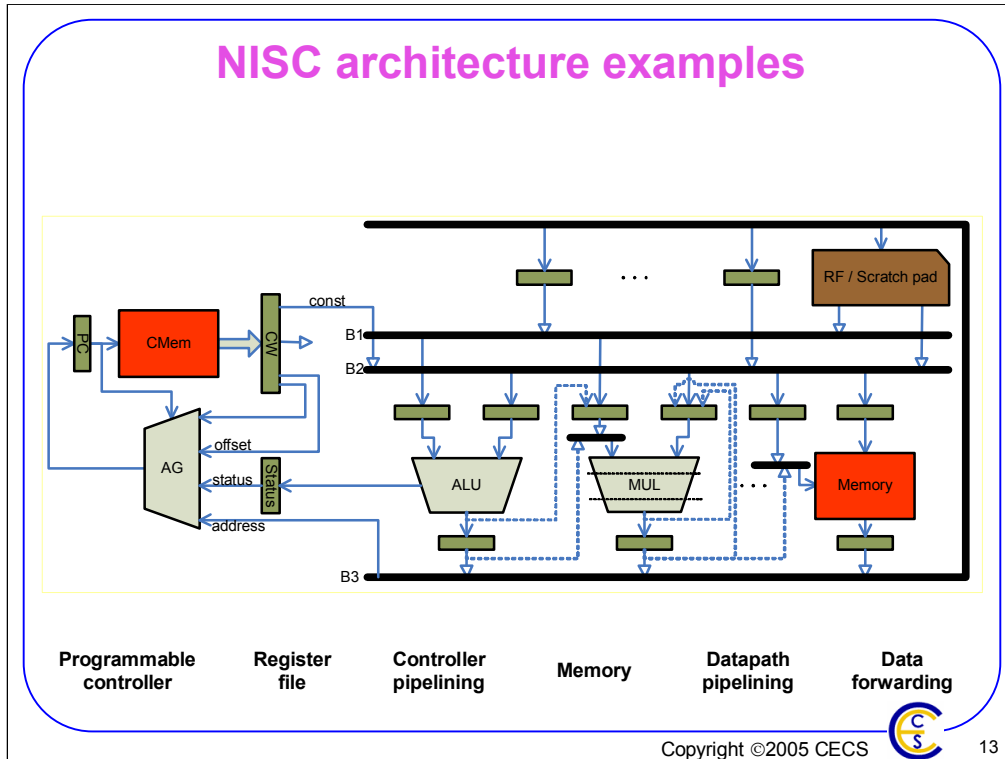 NISC architecture examples
RF / Scratch pad
. . .
const
PC
CMem
CW
B1
B2
offset
AG
status
Status
ALU
MUL
. . .
Memory
address
B3
Programmable
controller
Register
file
Controller
pipelining
Memory
Datapath
pipelining
Data
forwarding
C
E
S
Copyright ©2005 CECS
13